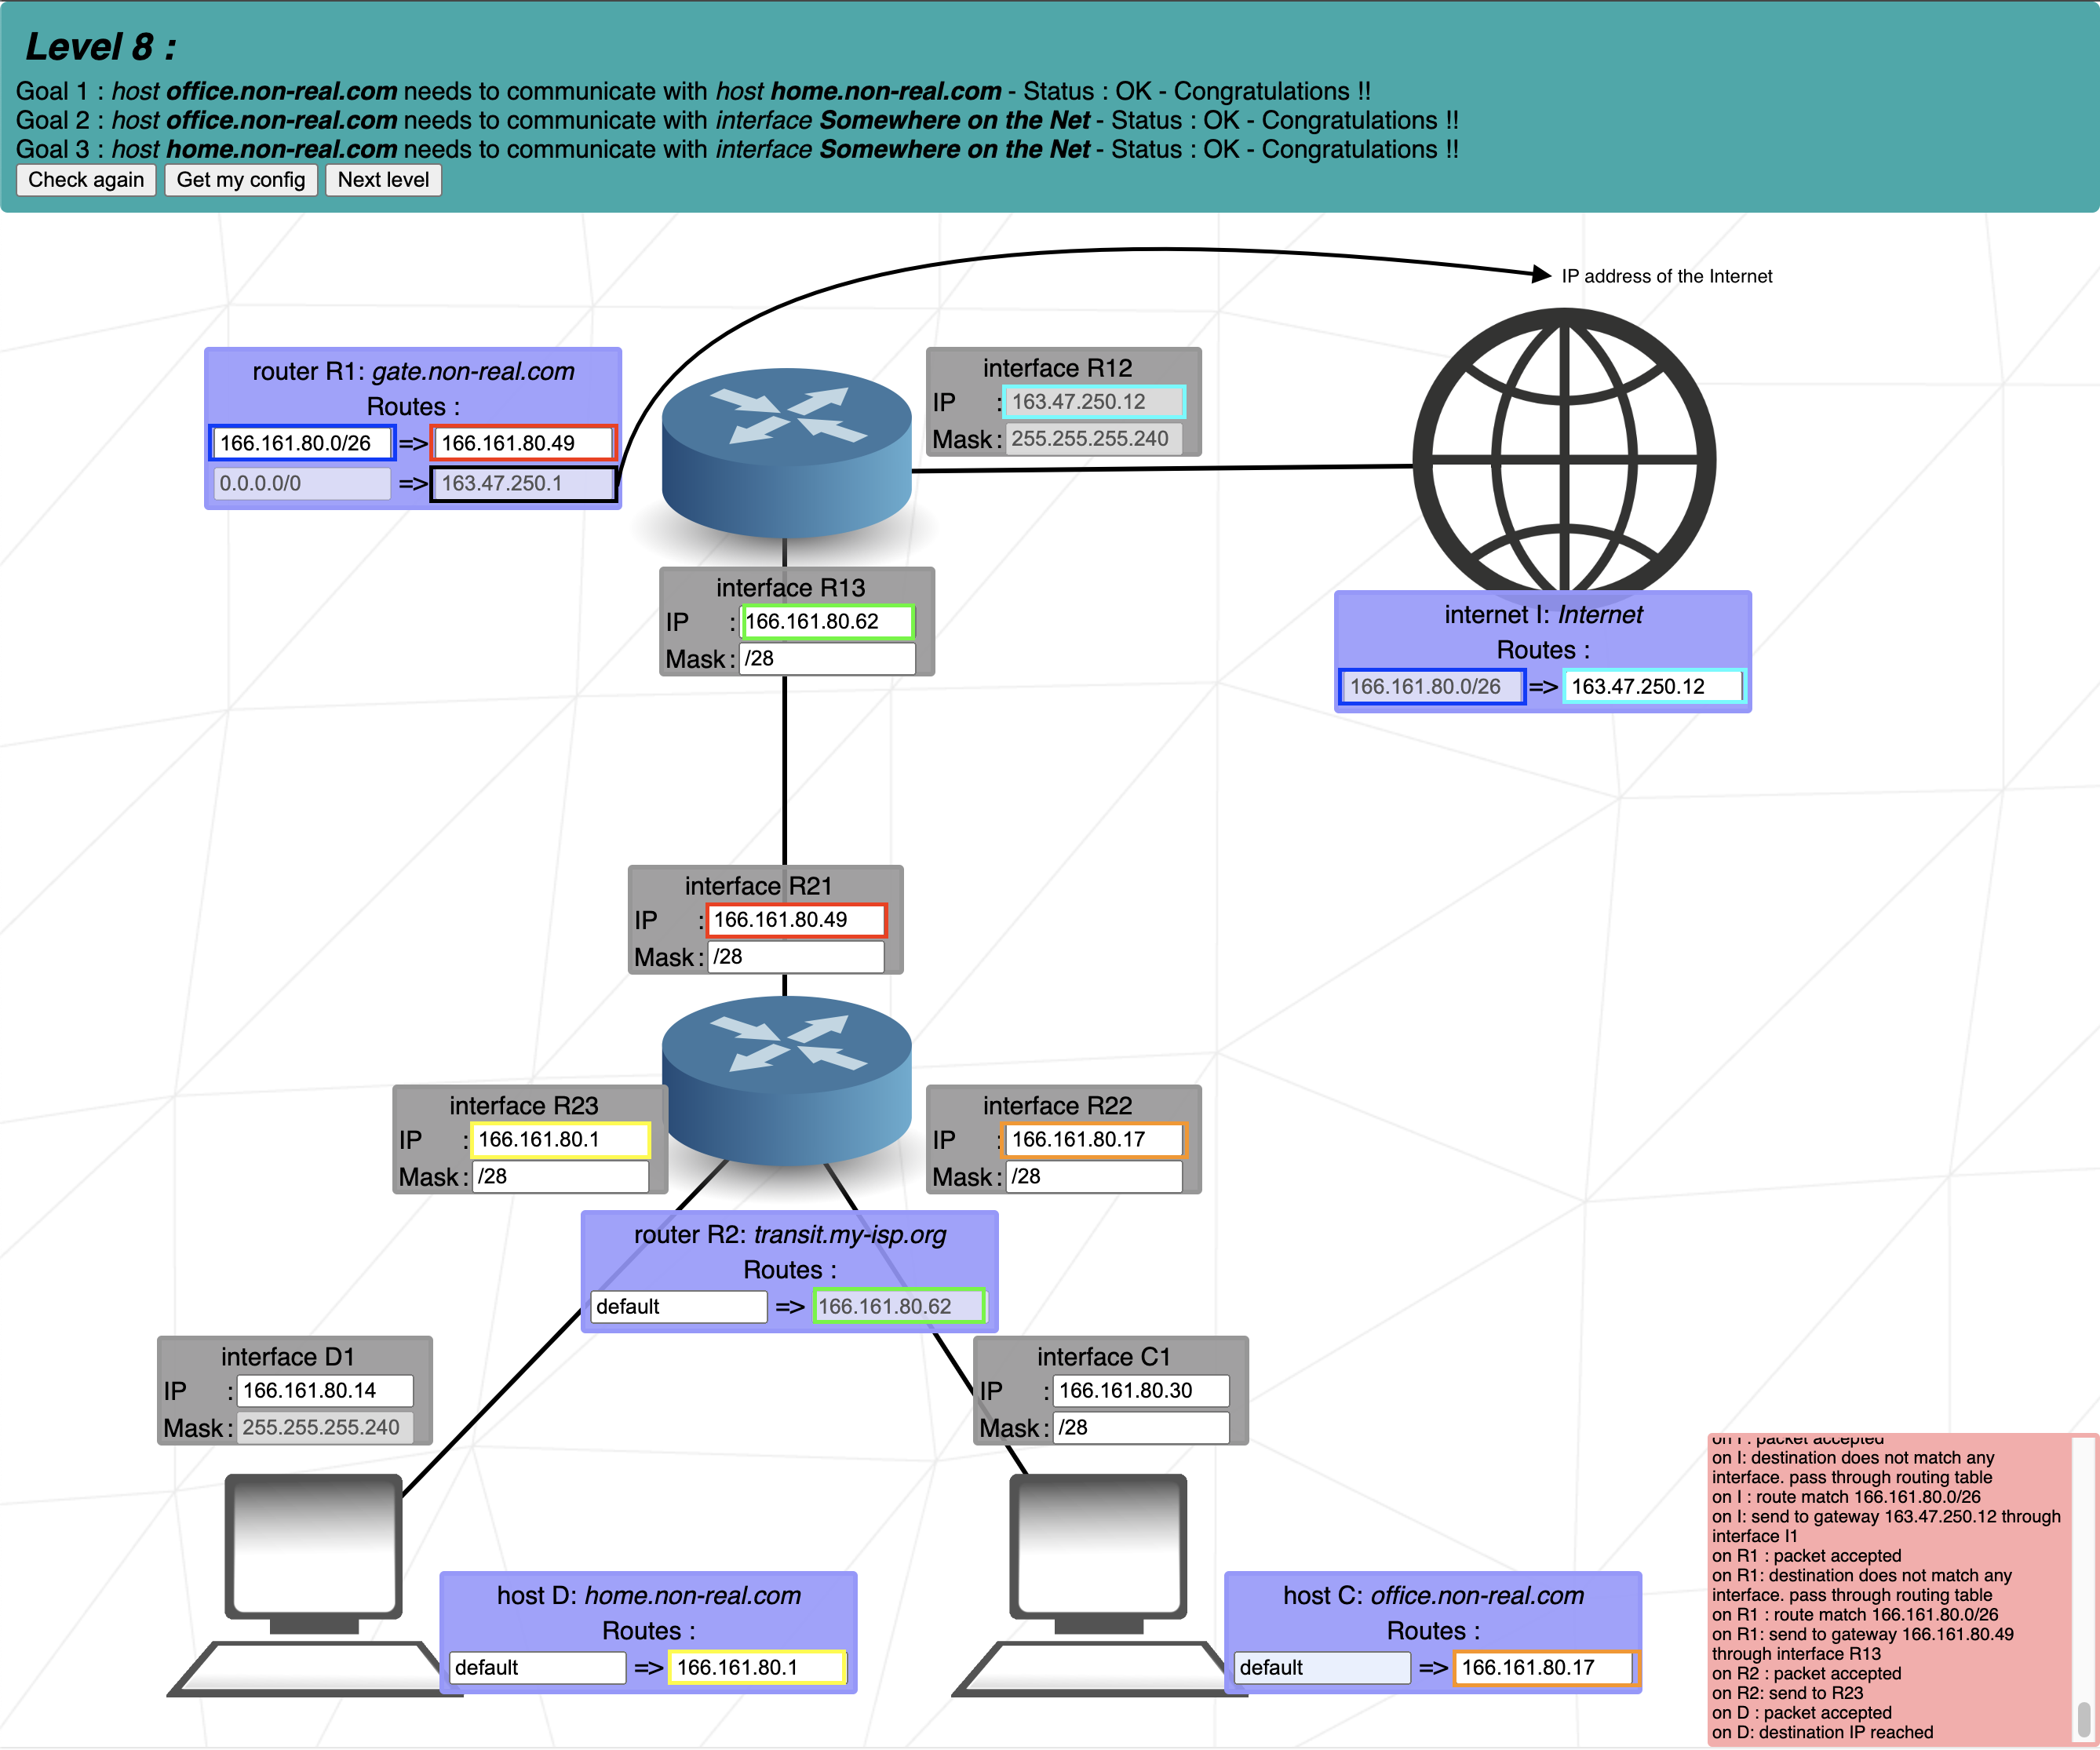 Level 8 :
Goal 1 : host office.non-real.com needs to communicate with host home.non-real.com - Status : OK - Congratulations !!
Goal 2 : host office.non-real.com needs to communicate with interface Somewhere on the Net - Status : OK - Congratulations !!
Goal 3 : host home.non-real.com needs to communicate with interface Somewhere on the Net - Status : OK - Congratulations !!
Check again Get my config Next level
IP address of the Internet
router R1: gate.non-real.com
Routes :
166.161.80.0/26 => 166.161.80.49
0.0.0.0/0 => 163.47.250.1
interface R12
IP : 163.47.250.12
Mask : 255.255.255.240
interface R13
IP : 166.161.80.62
Mask : /28
internet I: Internet
Routes :
166.161.80.0/26 => 163.47.250.12
interface R21
IP : 166.161.80.49
Mask : /28
interface R23
IP : 166.161.80.1
Mask : /28
interface R22
IP : 166.161.80.17
Mask : /28
router R2: transit.my-isp.org
Routes :
default => 166.161.80.62
interface D1
IP : 166.161.80.14
Mask : 255.255.255.240
interface C1
IP : 166.161.80.30
Mask : /28
host D: home.non-real.com
Routes :
default => 166.161.80.1
host C: office.non-real.com
Routes :
default => 166.161.80.17
on I : packet accepted
on I: destination does not match any
interface. pass through routing table
on I : route match 166.161.80.0/26
on I: send to gateway 163.47.250.12 through
interface I1
on R1 : packet accepted
on R1: destination does not match any
interface. pass through routing table
on R1 : route match 166.161.80.0/26
on R1: send to gateway 166.161.80.49
through interface R13
on R2 : packet accepted
on R2: send to R23
on D : packet accepted
on D: destination IP reached